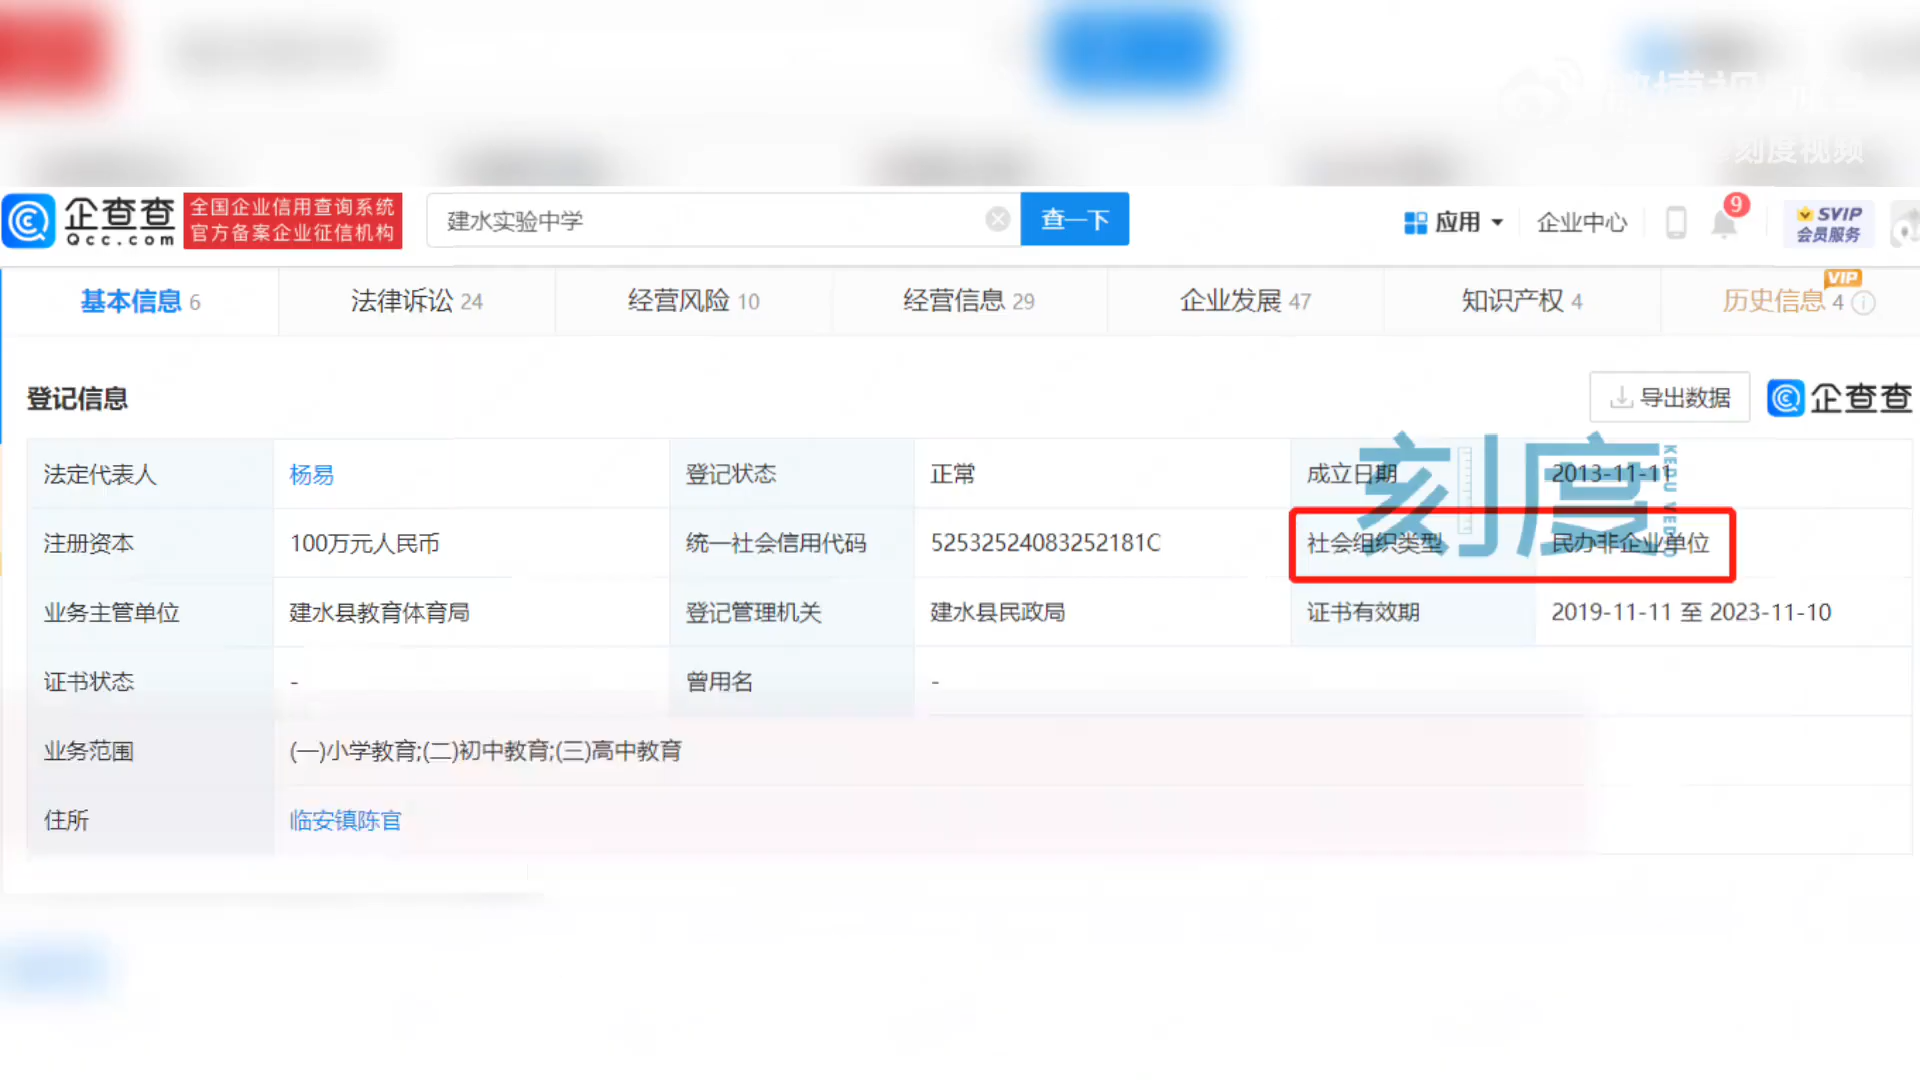 刻度视频
企查查
Qcc.com
全国企业信用查询系统
官方备案企业征信机构
建水实验中学
查一下
应用
企业中心
9
SVIP
会员服务
基本信息 6
法律诉讼 24
经营风险 10
经营信息 29
企业发展 47
知识产权 4
历史信息 4
VIP
登记信息
导出数据
企查查
法定代表人 杨易 登记状态 正常 成立日期 2013-11-11
刻度
注册资本 100万元人民币 统一社会信用代码 52532524083252181C 社会组织类型 民办非企业单位
业务主管单位 建水县教育体育局 登记管理机关 建水县民政局 证书有效期 2019-11-11 至 2023-11-10
证书状态 - 曾用名 -
业务范围 (一)小学教育;(二)初中教育;(三)高中教育
住所 临安镇陈官